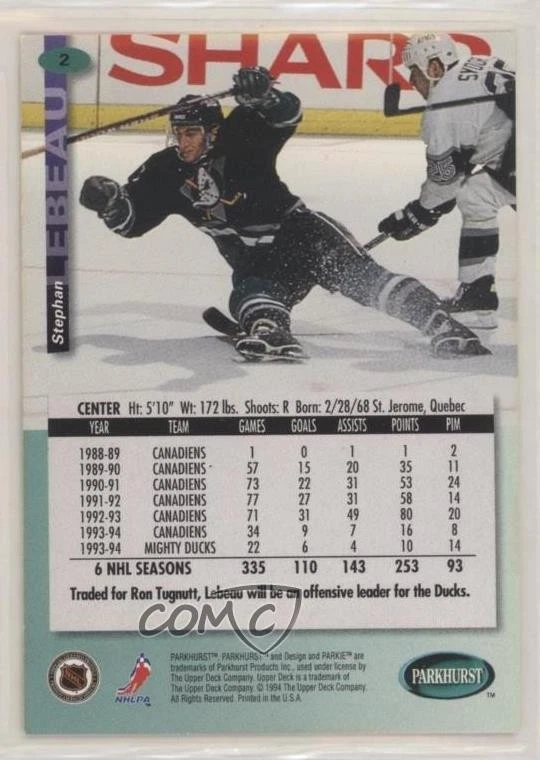 2
SHARP
KINGS
SYDOR
25
Stephan LEBEAU
CENTER Ht: 5'10" Wt: 172 lbs. Shoots: R Born: 2/28/68 St. Jerome, Quebec
YEAR TEAM GAMES GOALS ASSISTS POINTS PIM
1988-89 CANADIENS 1 0 1 1 2
1989-90 CANADIENS 57 15 20 35 11
1990-91 CANADIENS 73 22 31 53 24
1991-92 CANADIENS 77 27 31 58 14
1992-93 CANADIENS 71 31 49 80 20
1993-94 CANADIENS 34 9 7 16 8
1993-94 MIGHTY DUCKS 22 6 4 10 14
6 NHL SEASONS 335 110 143 253 93
Traded for Ron Tugnutt, Lebeau will be an offensive leader for the Ducks.
COMC
PARKHURST™, PARKHURST™ and Design and PARKIE™ are
trademarks of Parkhurst Products Inc., used under license by
The Upper Deck Company. Upper Deck is a trademark of
The Upper Deck Company. © 1994 The Upper Deck Company.
All Rights Reserved. Printed in the U.S.A.
NHL
NHLPA
PARKHURST™